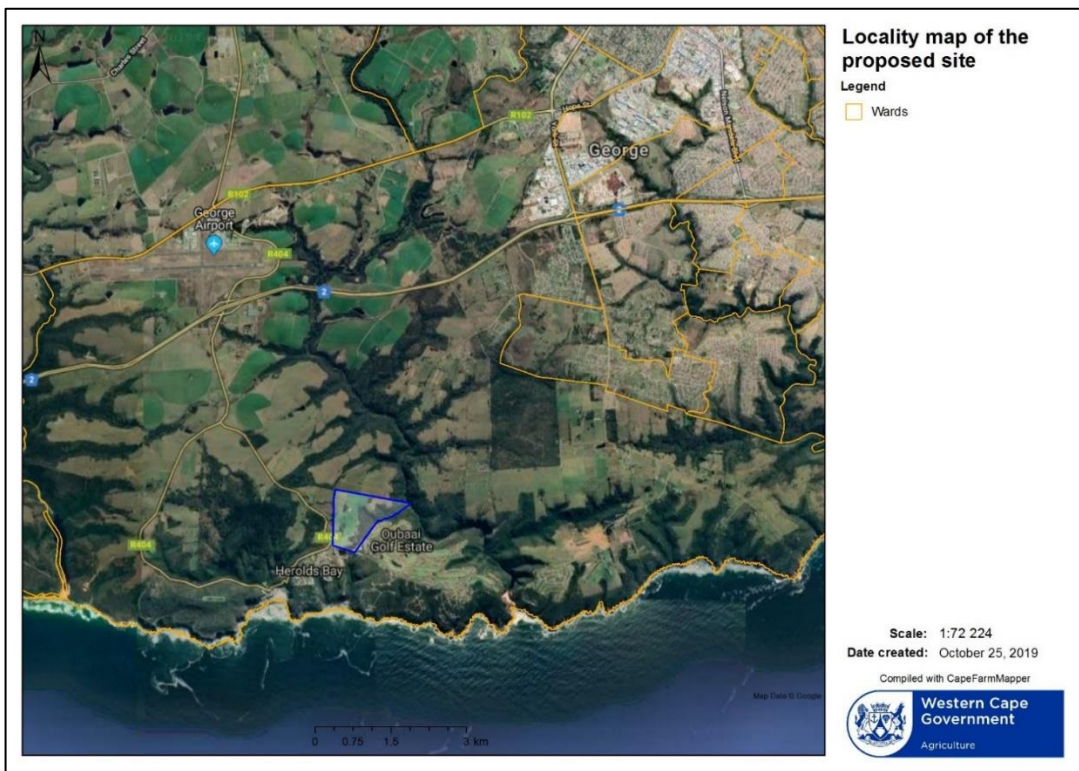 Locality map of the
proposed site
Legend
Wards
N
R102
George
R102
George
Airport
R404
2
2
2
R404
R404
Oubaai
Golf Estate
Herolds Bay
Map Data © Google
0 0.75 1.5 3 km
Scale: 1:72 224
Date created: October 25, 2019
Compiled with CapeFarmMapper
Western Cape
Government
Agriculture